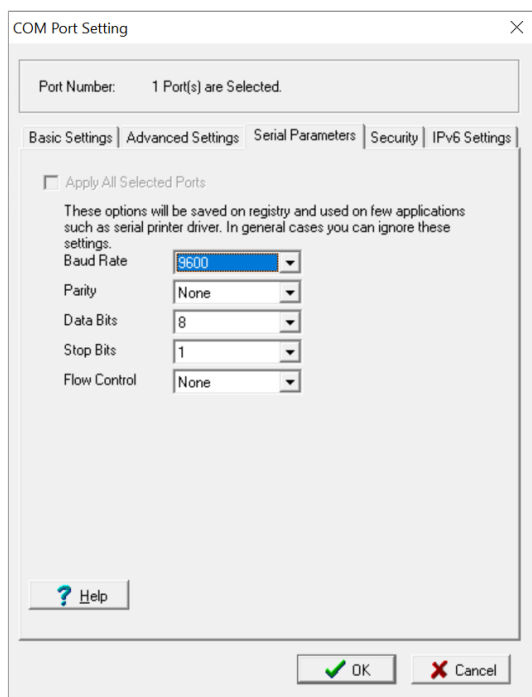 COM Port Setting
Port Number: 1 Port(s) are Selected.
Basic Settings Advanced Settings Serial Parameters Security IPv6 Settings
Apply All Selected Ports
These options will be saved on registry and used on few applications
such as serial printer driver. In general cases you can ignore these
settings.
Baud Rate 9600
Parity None
Data Bits 8
Stop Bits 1
Flow Control None
? Help
OK Cancel